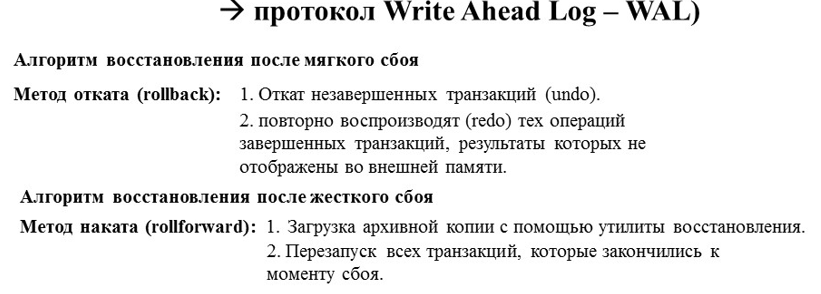 → протокол Write Ahead Log – WAL)
Алгоритм восстановления после мягкого сбоя
Метод отката (rollback): 1. Откат незавершенных транзакций (undo).
2. повторно воспроизводят (redo) тех операций
завершенных транзакций, результаты которых не
отображены во внешней памяти.
Алгоритм восстановления после жесткого сбоя
Метод наката (rollforward): 1. Загрузка архивной копии с помощью утилиты восстановления.
2. Перезапуск всех транзакций, которые закончились к
моменту сбоя.